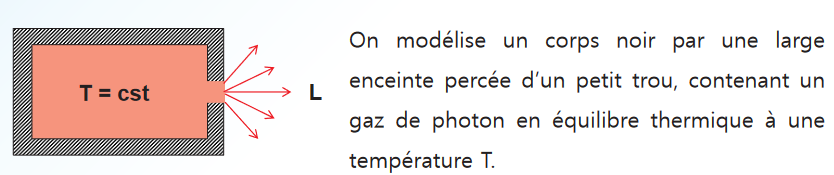 T = cst
L
On modélise un corps noir par une large
enceinte percée d’un petit trou, contenant un
gaz de photon en équilibre thermique à une
température T.